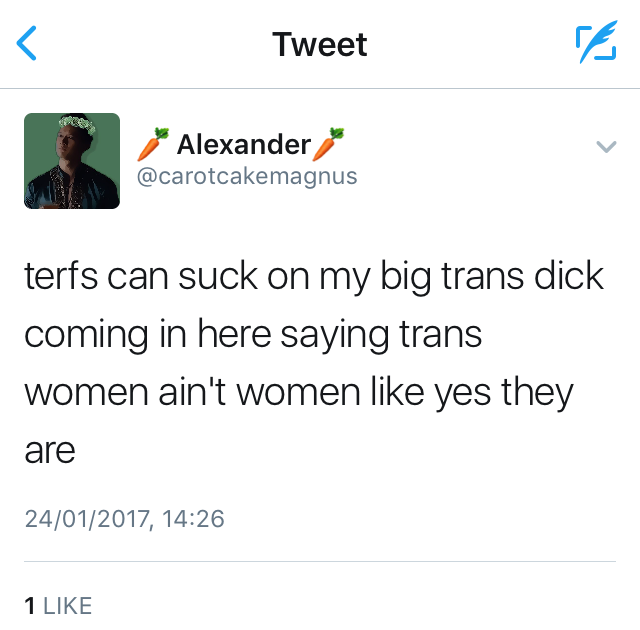 Tweet
🥕Alexander🥕
@carotcakemagnus
terfs can suck on my big trans dick
coming in here saying trans
women ain't women like yes they
are
24/01/2017, 14:26
1 LIKE